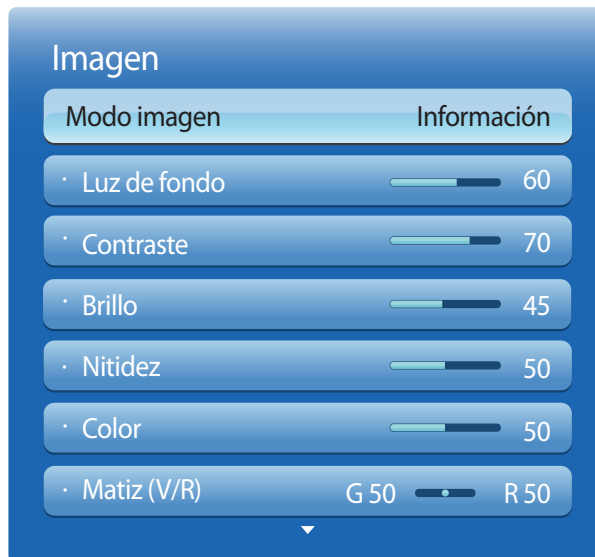 Imagen
Modo imagen Información
· Luz de fondo 60
· Contraste 70
· Brillo 45
· Nitidez 50
· Color 50
· Matiz (V/R) G 50 R 50